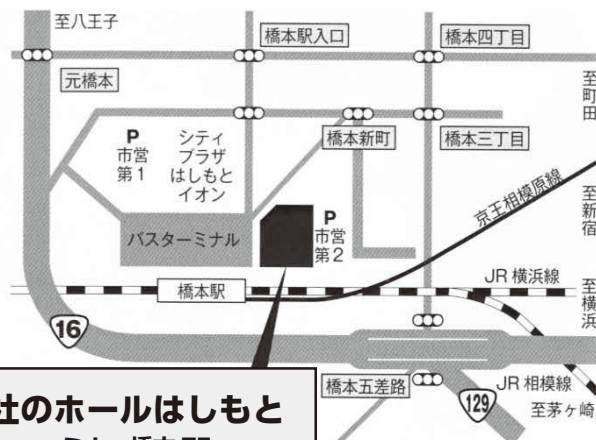 至八王子
橋本駅入口
橋本四丁目
元橋本
至町田
P
市営
第1
シティ
プラザ
はしもと
イオン
橋本新町
橋本三丁目
京王相模原線
至新宿
バスターミナル
P
市営
第2
橋本駅
JR 横浜線
至横浜
16
橋本五差路
129
JR 相模線
至茅ヶ崎
のホールはしもと